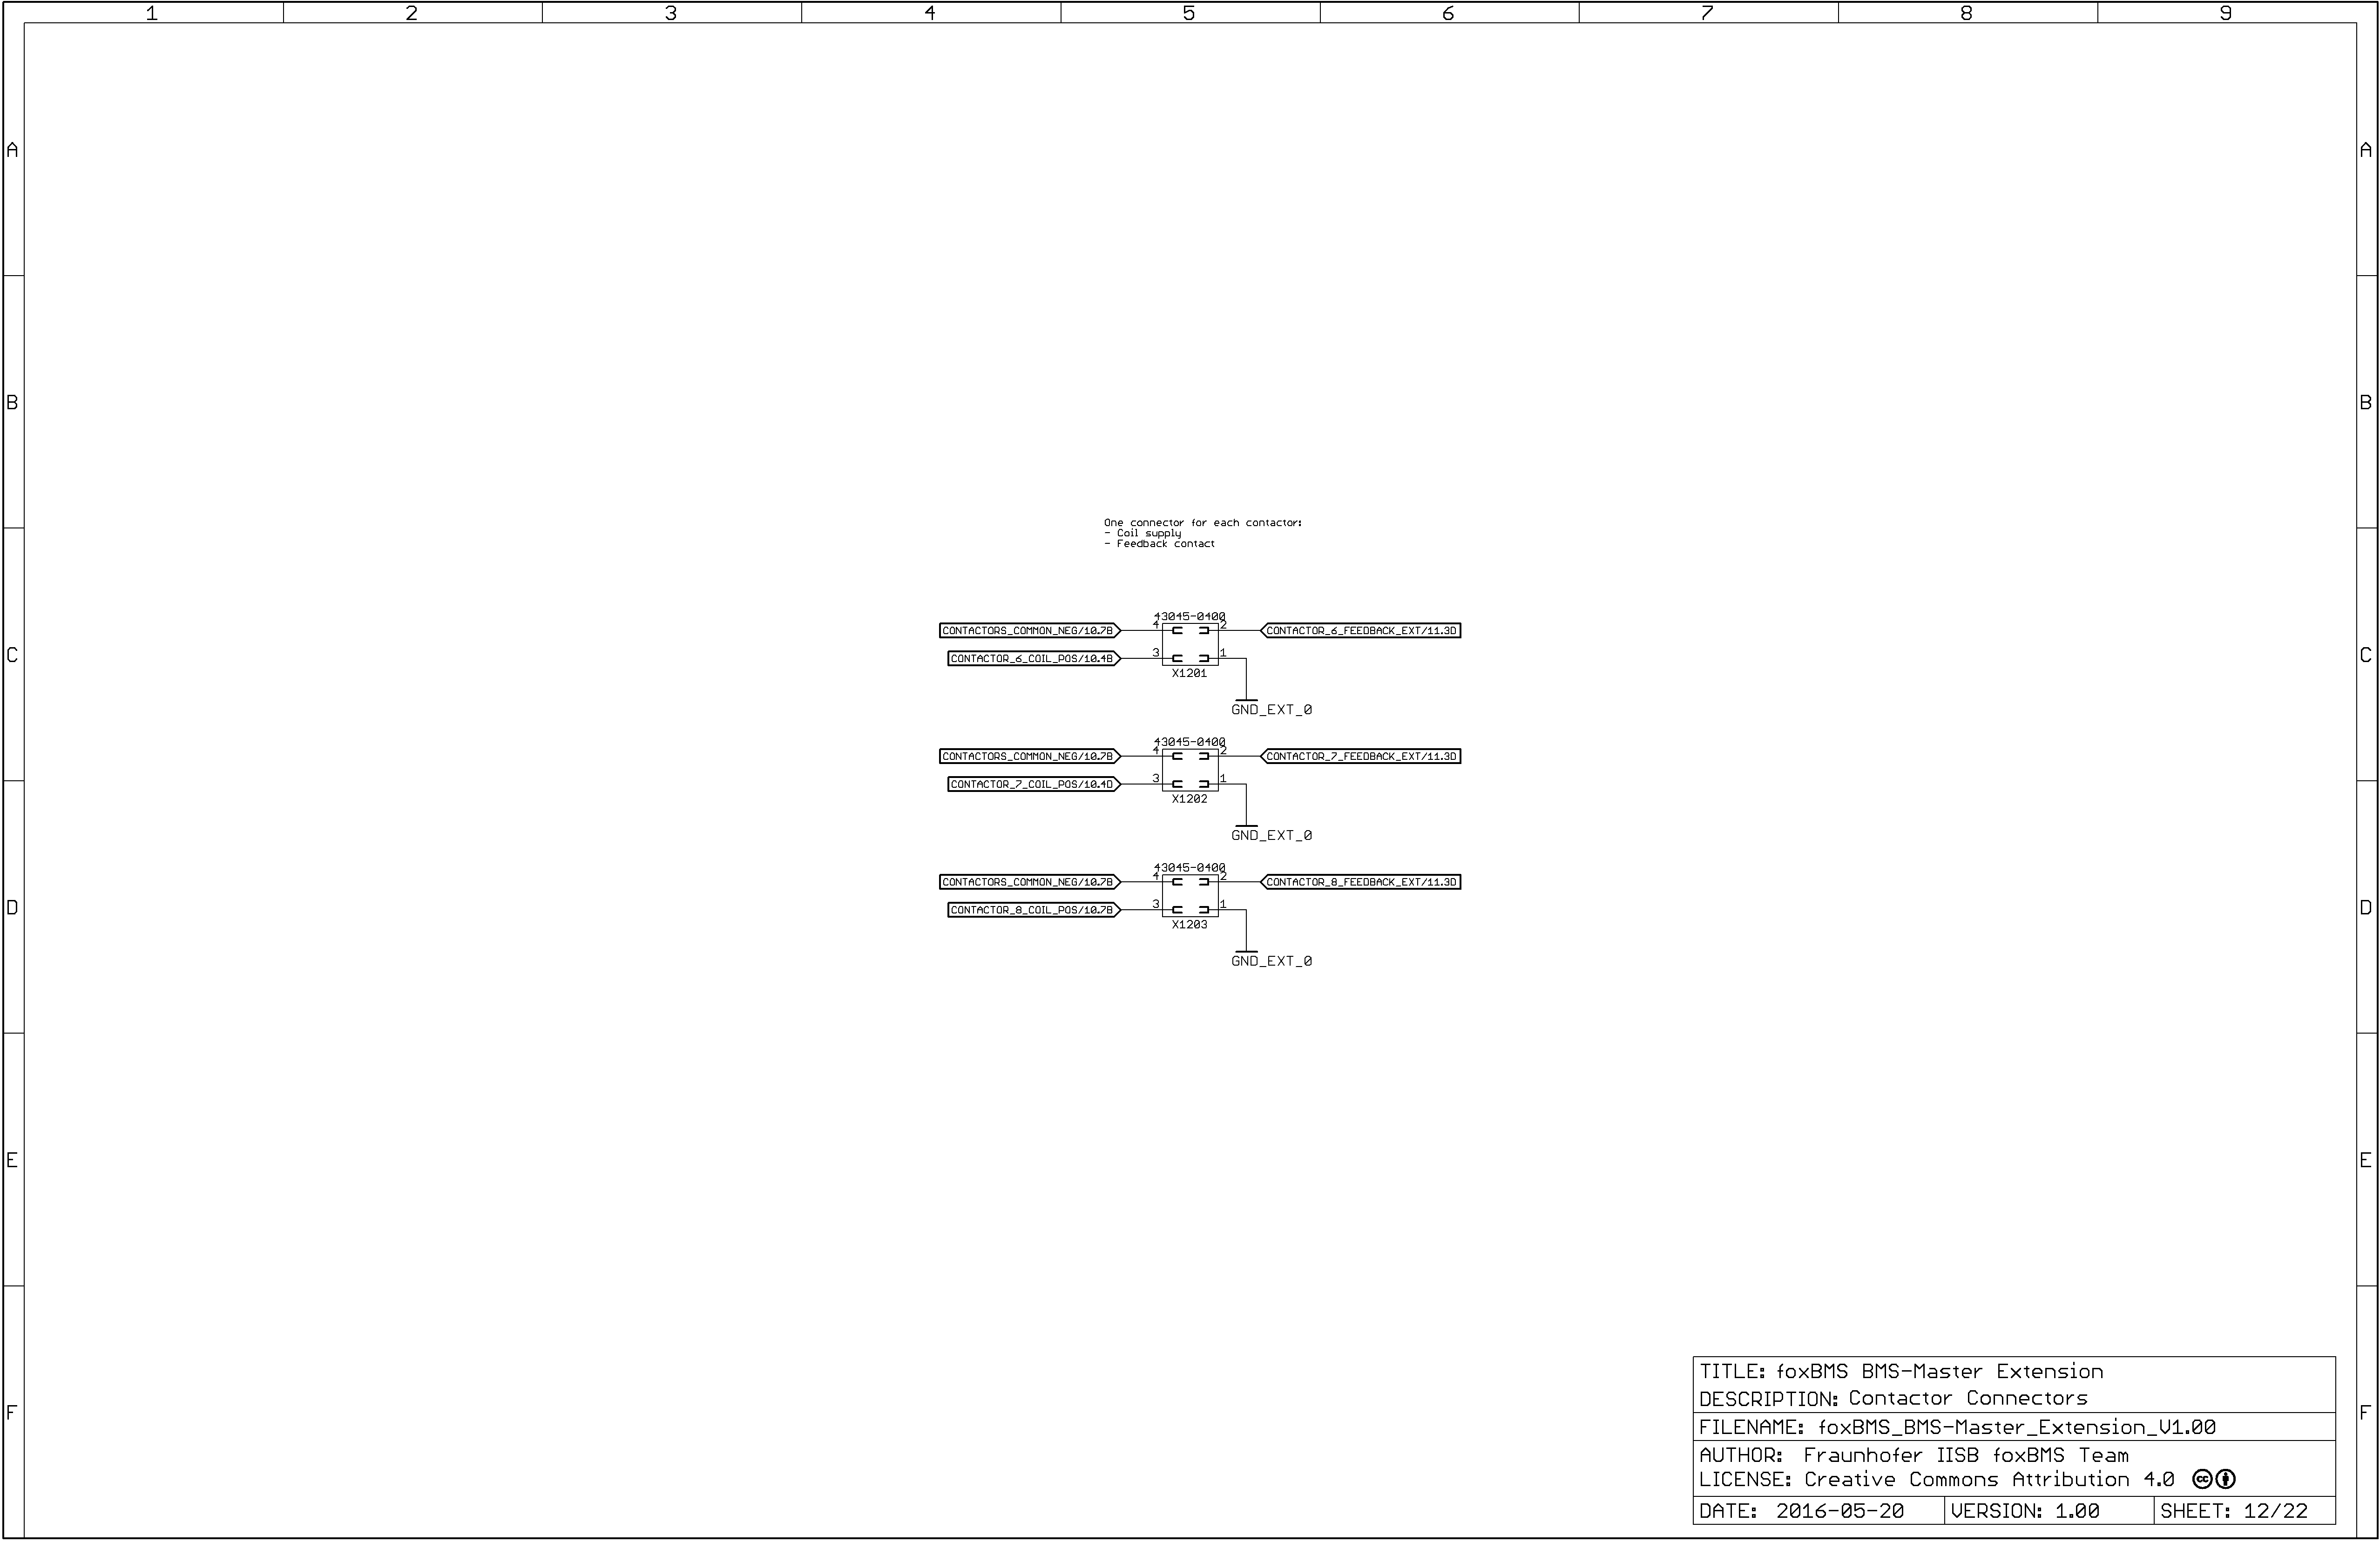 1 2 3 4 5 6 7 8 9
A A
B B
One connector for each contactor:
- Coil supply
- Feedback contact
43045-0400
CONTACTORS_COMMON_NEG/10.7B 4 2 CONTACTOR_6_FEEDBACK_EXT/11.3D
C C
CONTACTOR_6_COIL_POS/10.4B 3 1
X1201
GND_EXT_0
43045-0400
CONTACTORS_COMMON_NEG/10.7B 4 2 CONTACTOR_7_FEEDBACK_EXT/11.3D
CONTACTOR_7_COIL_POS/10.4D 3 1
X1202
GND_EXT_0
43045-0400
CONTACTORS_COMMON_NEG/10.7B 4 2 CONTACTOR_8_FEEDBACK_EXT/11.3D
D D
CONTACTOR_8_COIL_POS/10.7B 3 1
X1203
GND_EXT_0
E E
TITLE: foxBMS BMS-Master Extension
DESCRIPTION: Contactor Connectors
F F
FILENAME: foxBMS_BMS-Master_Extension_V1.00
AUTHOR: Fraunhofer IISB foxBMS Team
LICENSE: Creative Commons Attribution 4.0 cc
DATE: 2016-05-20 VERSION: 1.00 SHEET: 12/22